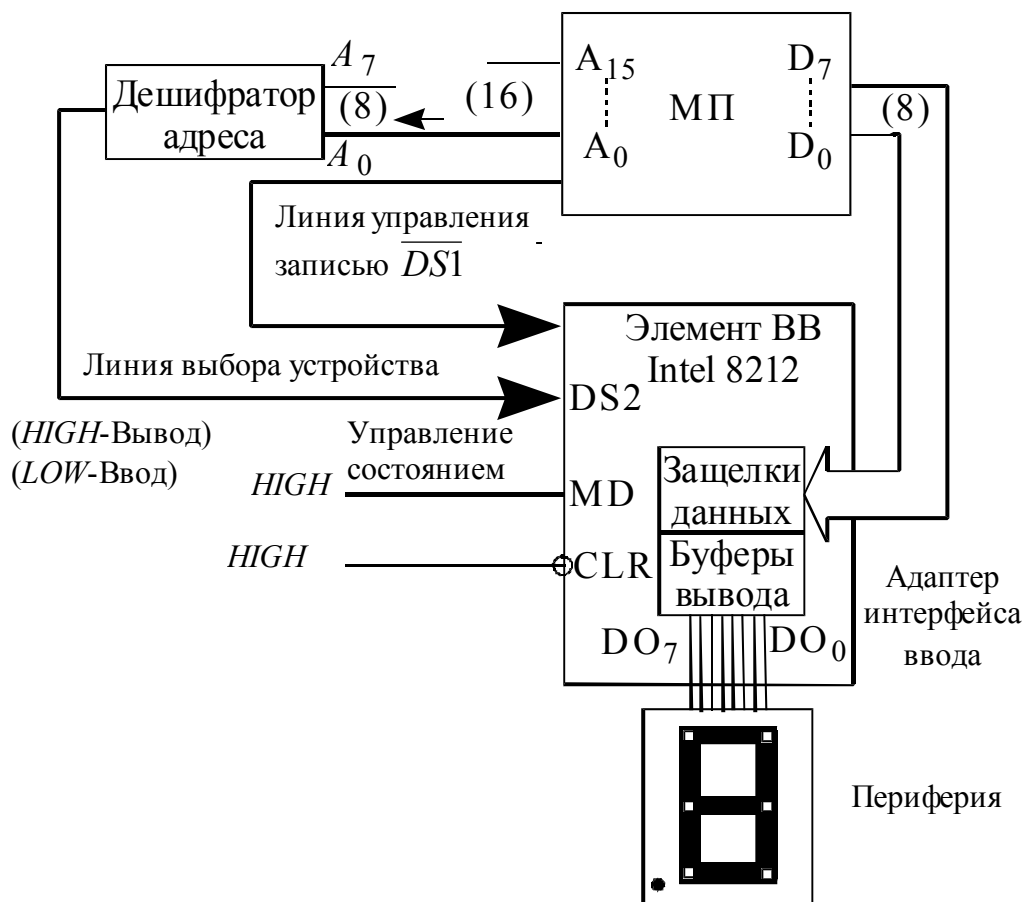 A7
(8)
A0
Дешифратор
адреса
(16)
A15
A0
МП
D7
D0
(8)
Линия управления
записью DS1
Линия выбора устройства
(HIGH-Вывод)
(LOW-Ввод)
Управление
состоянием
HIGH
HIGH
Элемент ВВ
Intel 8212
DS2
MD
CLR
Защелки
данных
Буферы
вывода
DO7
DO0
Адаптер
интерфейса
ввода
Периферия